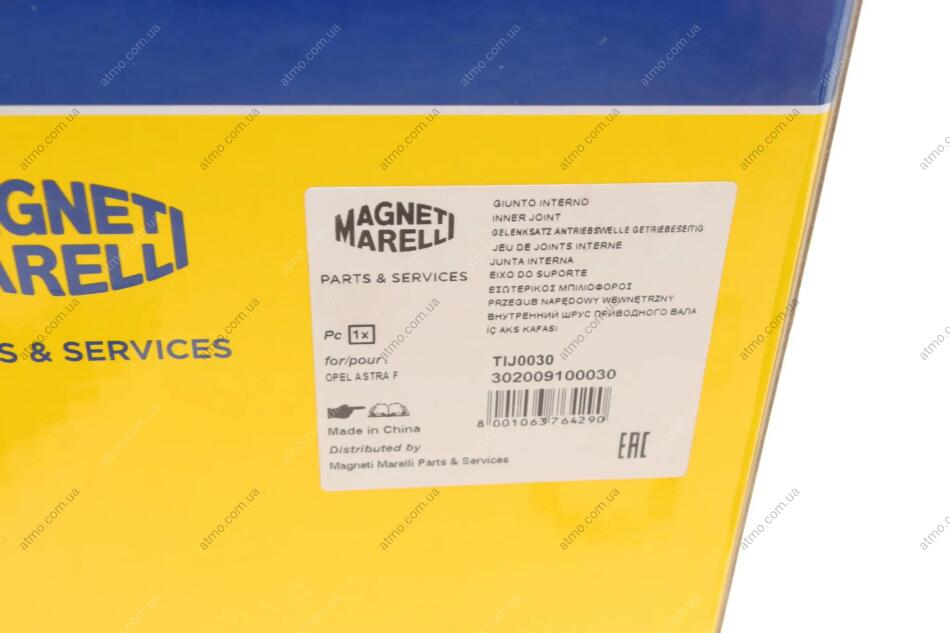 MAGNETI
MARELLI
PARTS & SERVICES
GIUNTO INTERNO
INNER JOINT
GELENKSATZ ANTRIEBSWELLE GETRIEBESEITIG
JEU DE JOINTS INTERNE
JUNTA INTERNA
EIXO DO SUPORTE
ΕΣΩΤΕΡΙΚΟΣ ΜΠΙΛΙΟΦΟΡΟΣ
PRZEGUB NAPĘDOWY WEWNĘTRZNY
ВНУТРЕННИЙ ШРУС ПРИВОДНОГО ВАЛА
İÇ AKS KAFASI
Pc 1x
for/pour:
OPEL ASTRA F
TIJ0030
302009100030
8 001063 764290
Made in China
Distributed by
Magneti Marelli Parts & Services
EAC
GNETI
ARELLI
S & SERVICES
atmo.com.ua